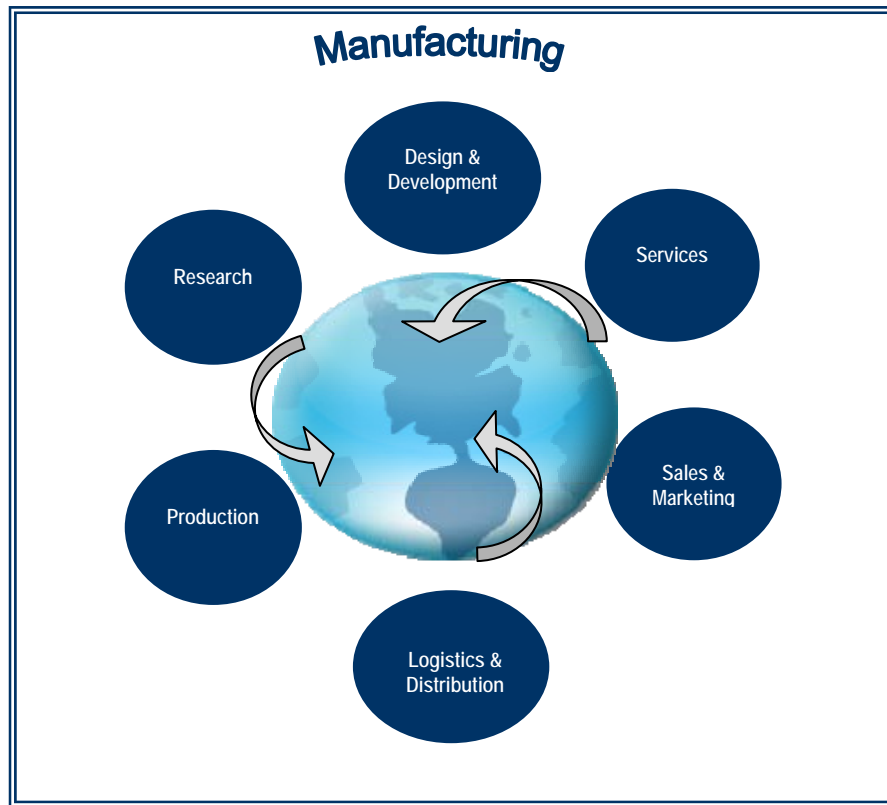 Manufacturing
Design &
Development
Services
Research
Sales &
Marketing
Production
Logistics &
Distribution